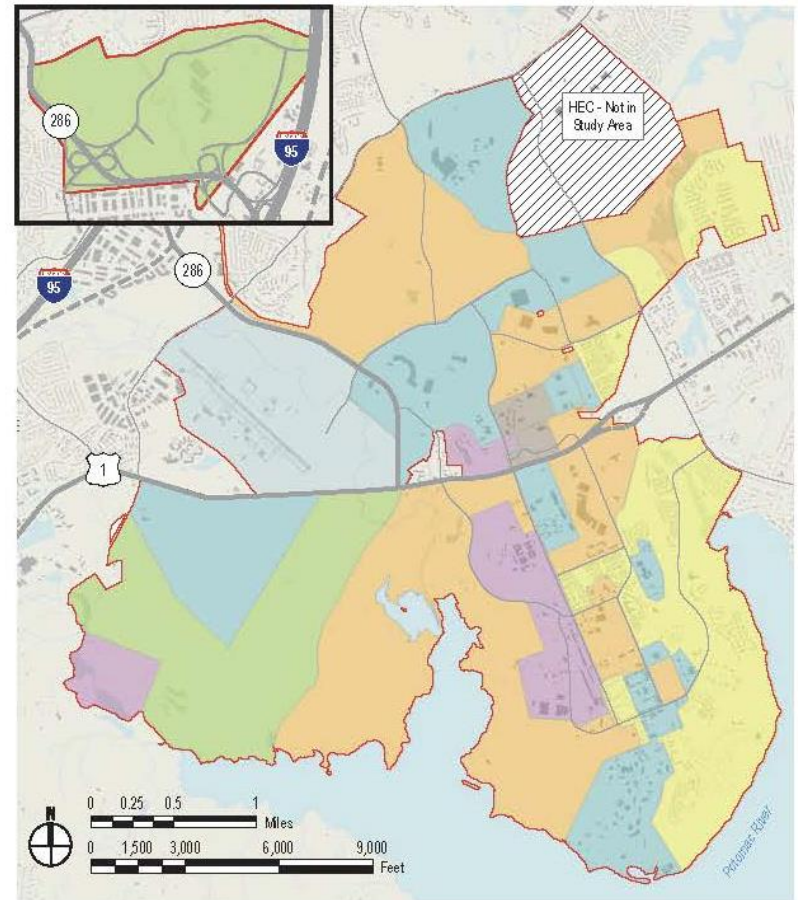 286
95
HEC - Not in
Study Area
286
95
1
N
0 0.25 0.5 1
Miles
0 1,500 3,000 6,000 9,000
Feet
Potomac River